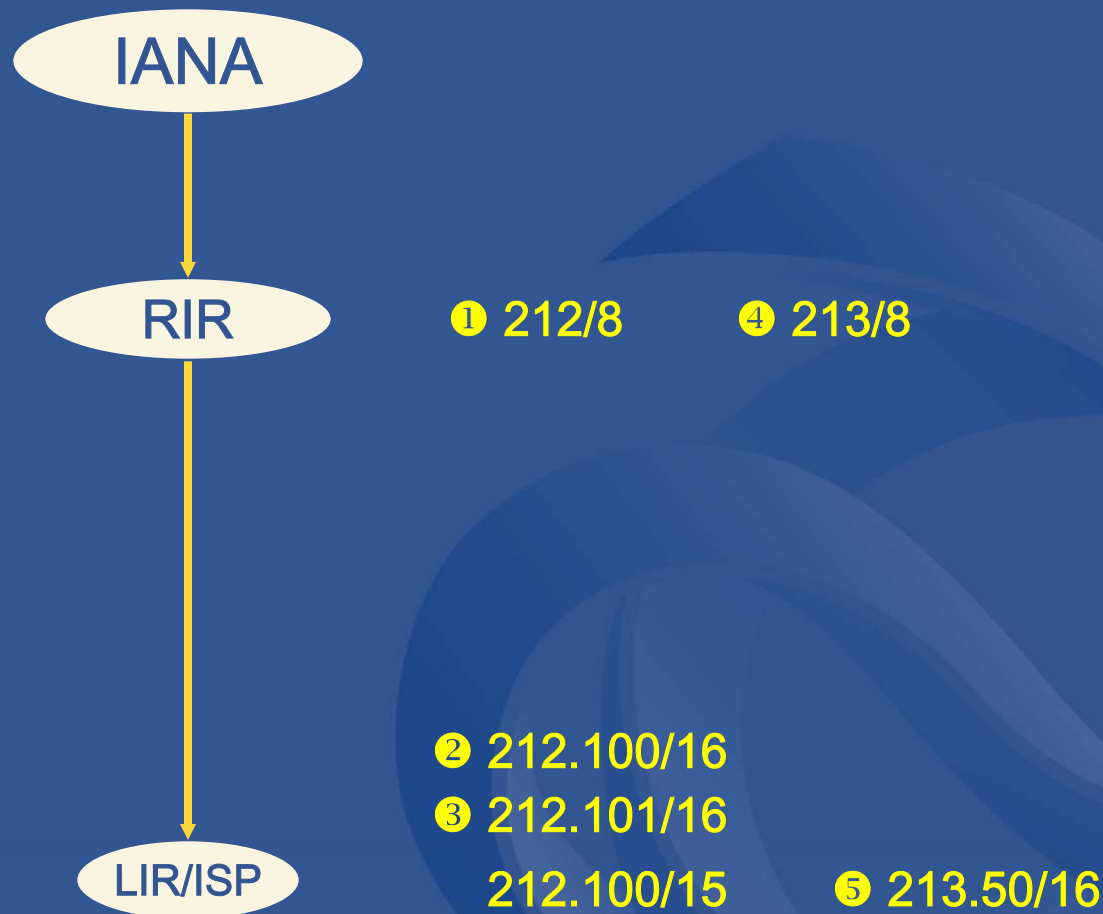 IANA
RIR
❶ 212/8 ❹ 213/8
❷ 212.100/16
❸ 212.101/16
LIR/ISP
212.100/15 ❺ 213.50/16